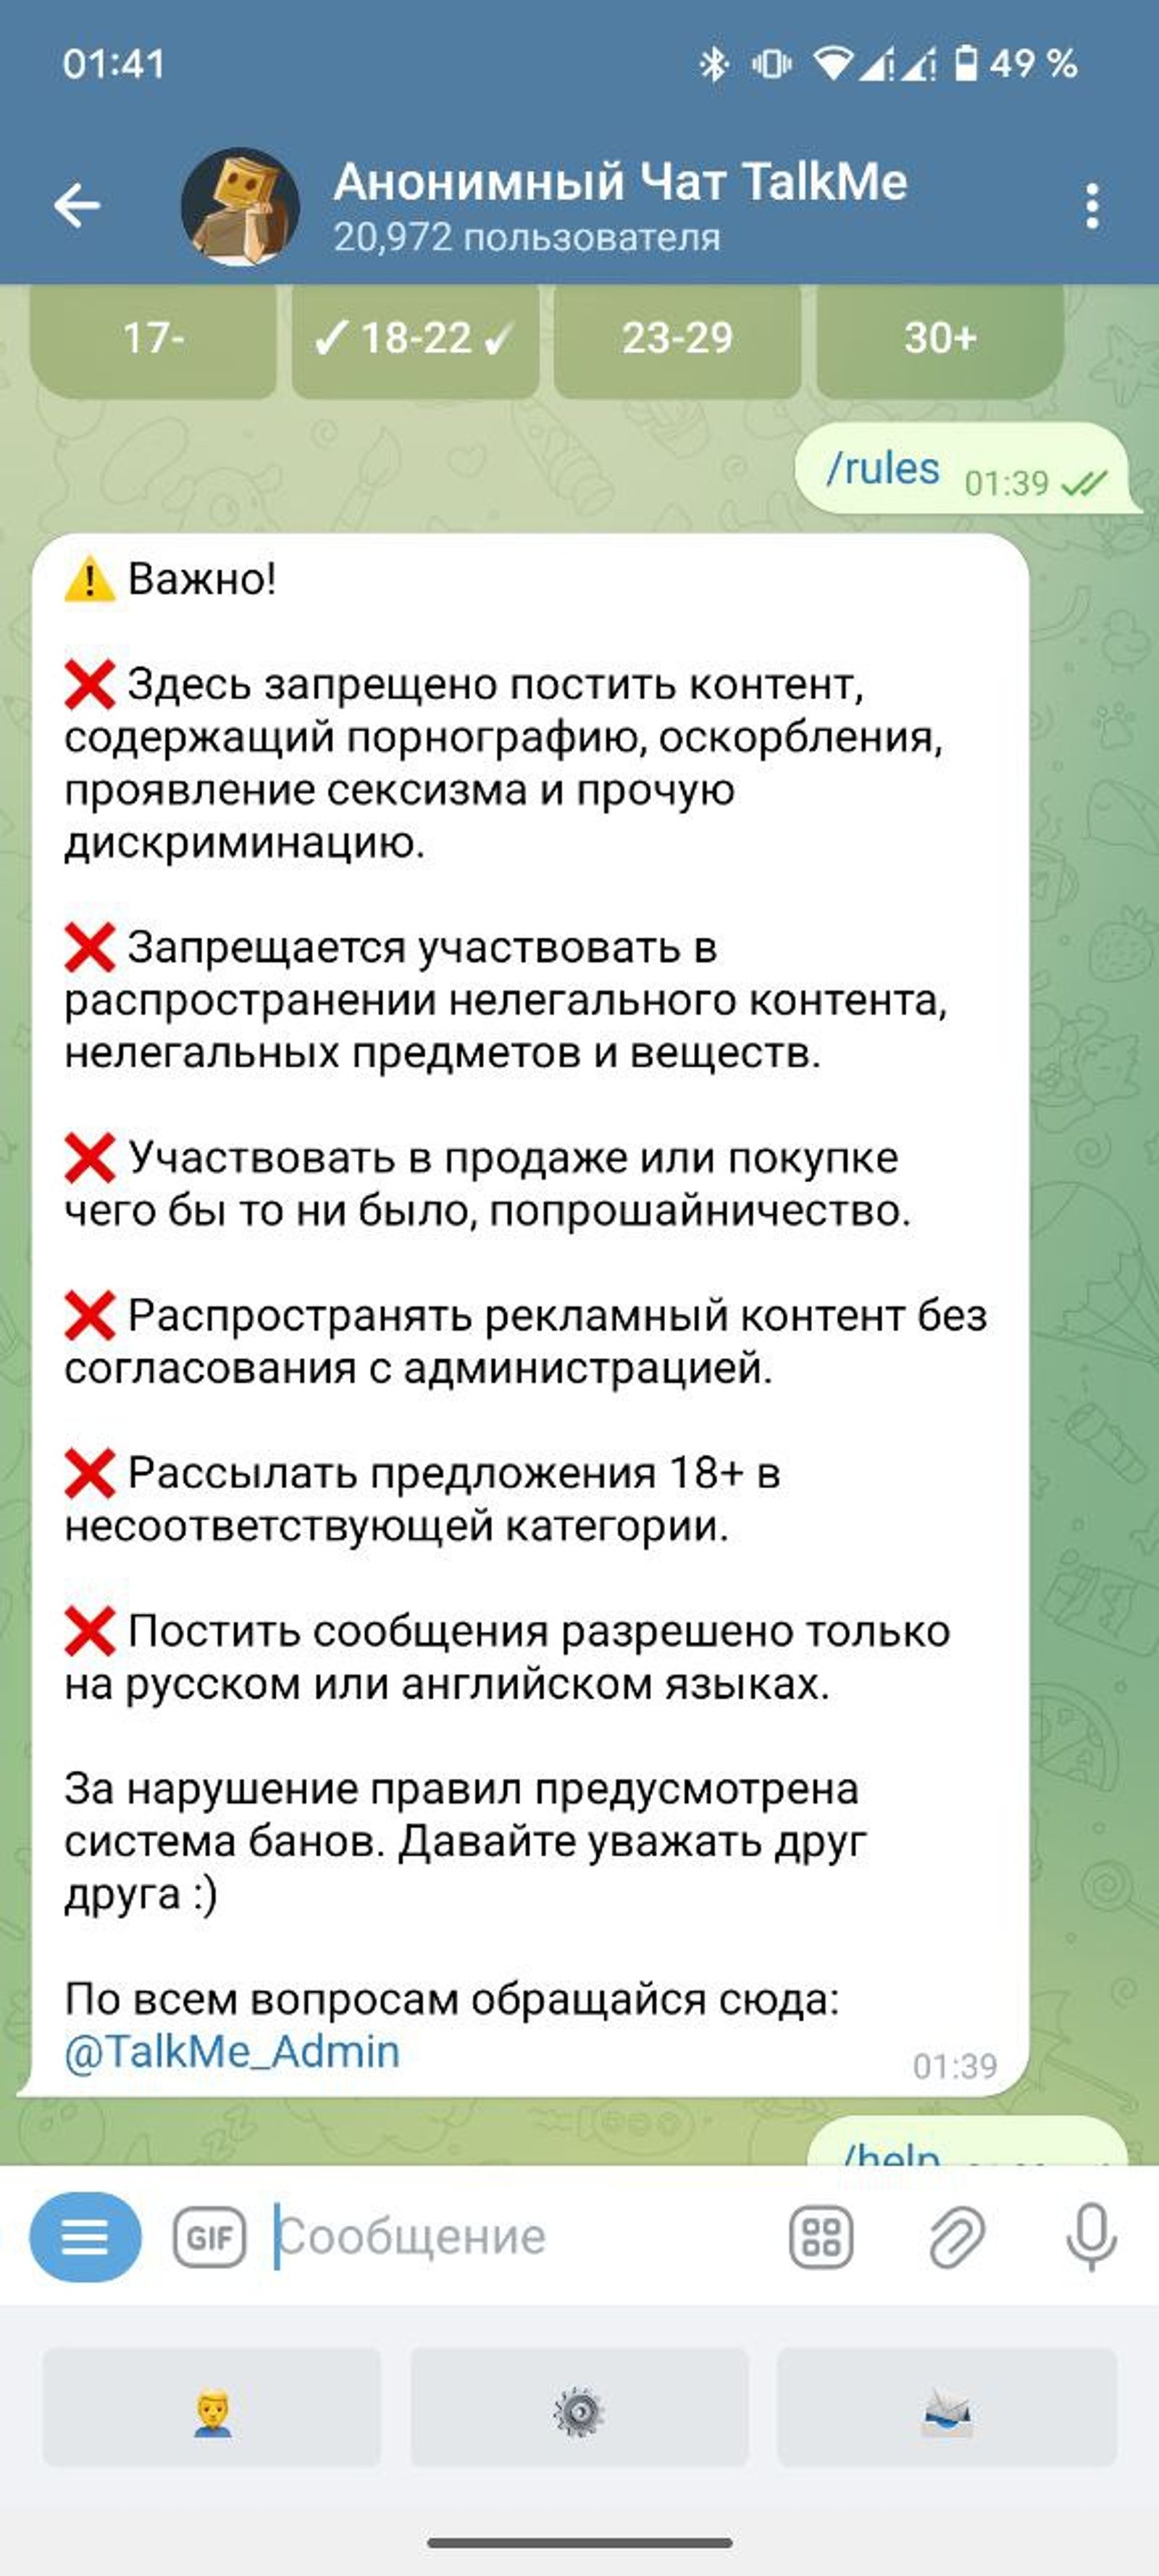 01:41
49 %
Анонимный Чат TalkMe
20,972 пользователя
17-
✓ 18-22 ✓
23-29
30+
/rules 01:39
⚠️ Важно!
❌ Здесь запрещено постить контент,
содержащий порнографию, оскорбления,
проявление сексизма и прочую
дискриминацию.
❌ Запрещается участвовать в
распространении нелегального контента,
нелегальных предметов и веществ.
❌ Участвовать в продаже или покупке
чего бы то ни было, попрошайничество.
❌ Распространять рекламный контент без
согласования с администрацией.
❌ Рассылать предложения 18+ в
несоответствующей категории.
❌ Постить сообщения разрешено только
на русском или английском языках.
За нарушение правил предусмотрена
система банов. Давайте уважать друг
друга :)
По всем вопросам обращайся сюда:
@TalkMe_Admin
01:39
/help
GIF
Сообщение